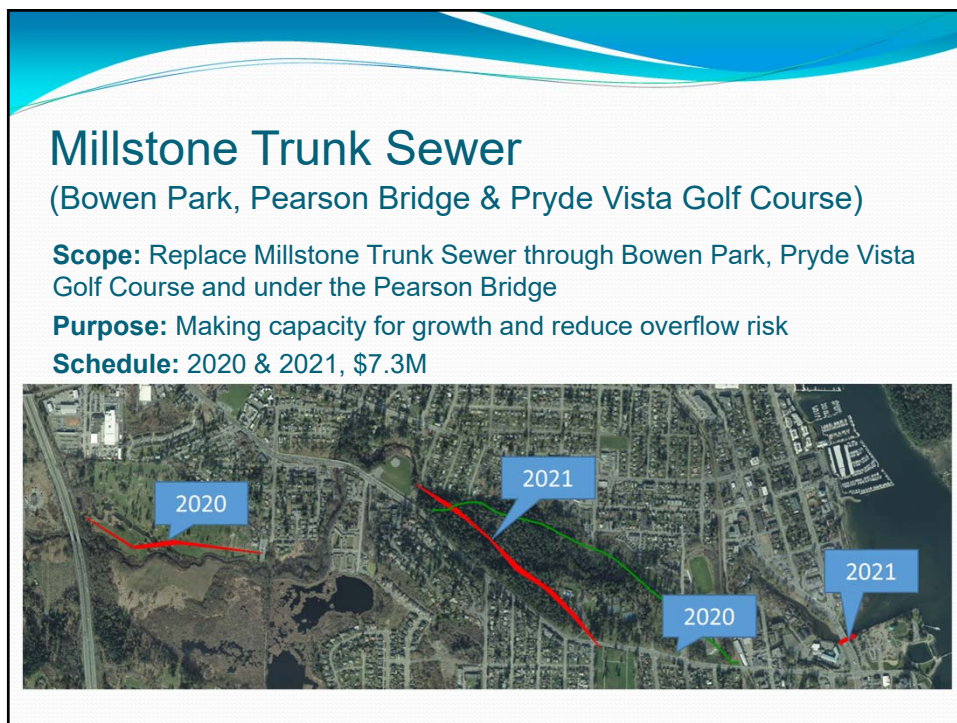 Millstone Trunk Sewer
(Bowen Park, Pearson Bridge & Pryde Vista Golf Course)
Scope: Replace Millstone Trunk Sewer through Bowen Park, Pryde Vista
Golf Course and under the Pearson Bridge
Purpose: Making capacity for growth and reduce overflow risk
Schedule: 2020 & 2021, $7.3M
2020
2021
2021
2020